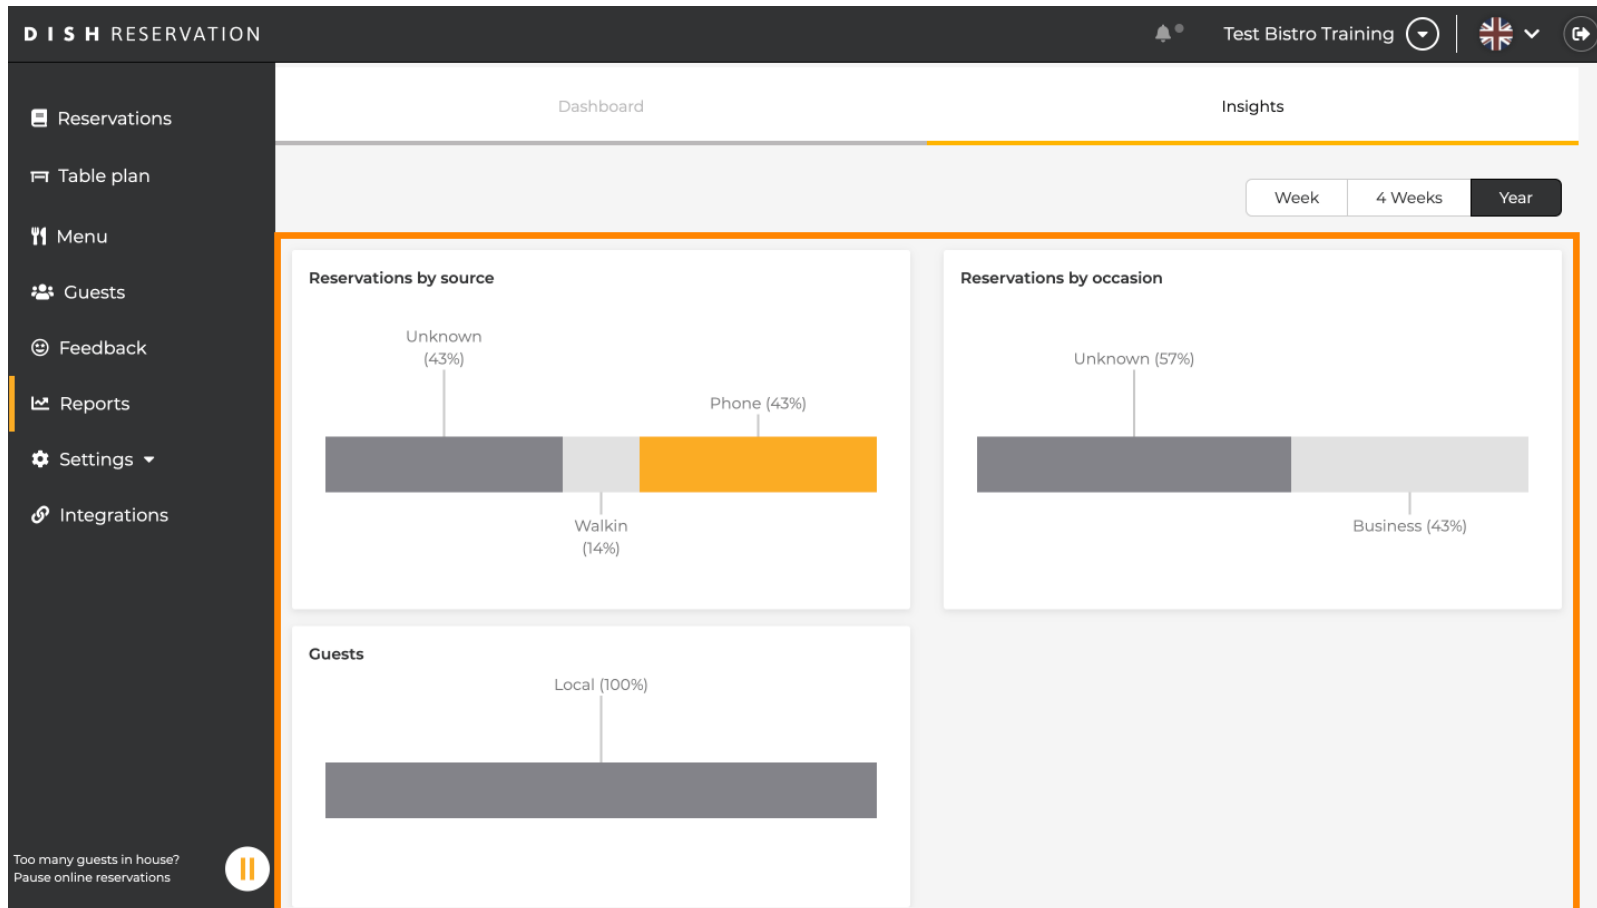 DISH RESERVATION
Test Bistro Training
Reservations
Table plan
Menu
Guests
Feedback
Reports
Settings
Integrations
Too many guests in house?
Pause online reservations
Dashboard
Insights
Week
4 Weeks
Year
Reservations by source
Unknown
(43%)
Phone (43%)
Walkin
(14%)
Reservations by occasion
Unknown (57%)
Business (43%)
Guests
Local (100%)